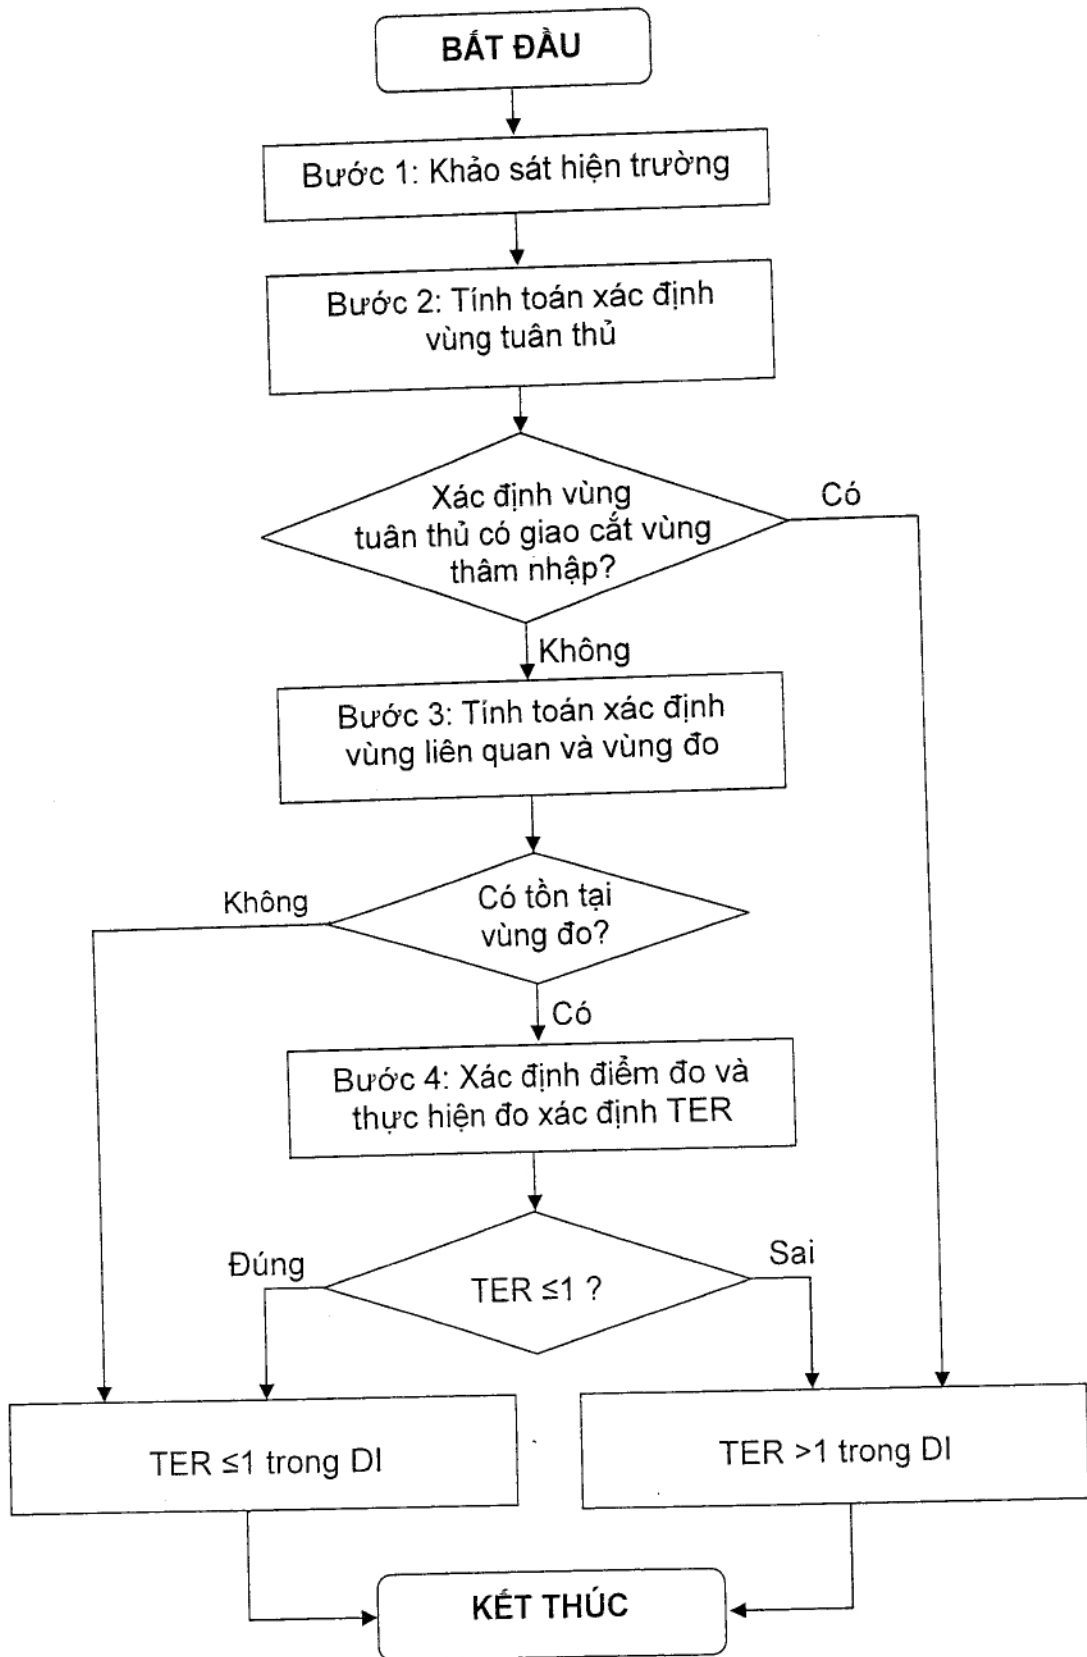 BẮT ĐẦU
Bước 1: Khảo sát hiện trường
Bước 2: Tính toán xác định
vùng tuân thủ
Xác định vùng
tuân thủ có giao cắt vùng
thâm nhập?
Có
Không
Bước 3: Tính toán xác định
vùng liên quan và vùng đo
Không
Có tồn tại
vùng đo?
Có
Bước 4: Xác định điểm đo và
thực hiện đo xác định TER
Đúng
Sai
TER ≤1 ?
TER ≤1 trong DI
TER >1 trong DI
KẾT THÚC